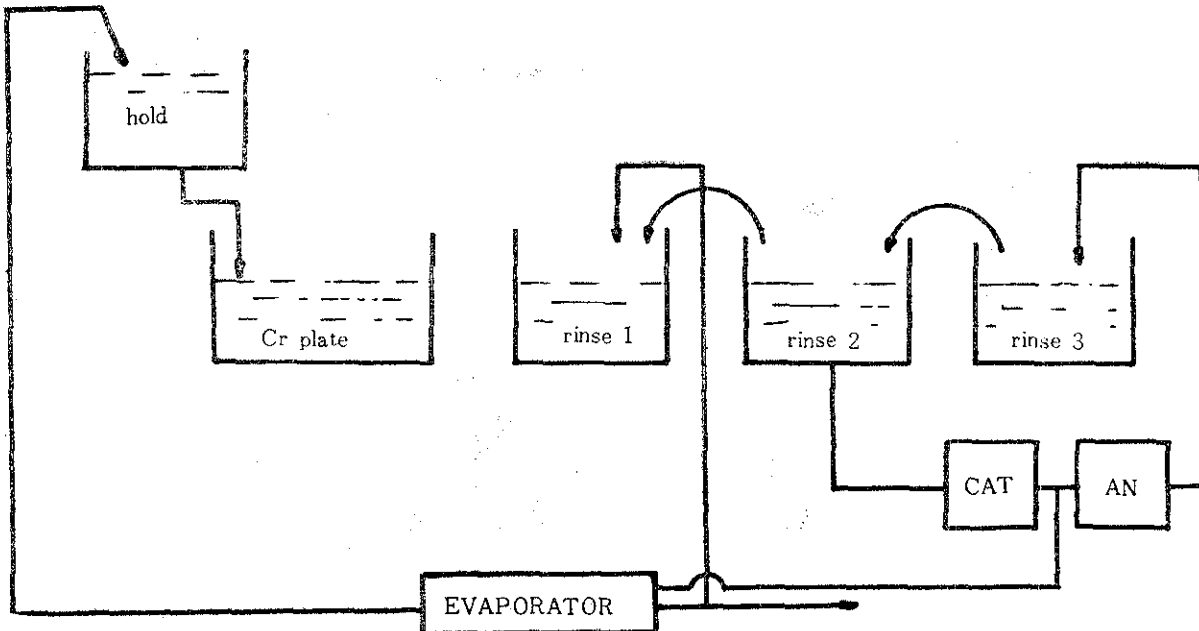 hold
Cr plate
rinse 1
rinse 2
rinse 3
CAT
AN
EVAPORATOR